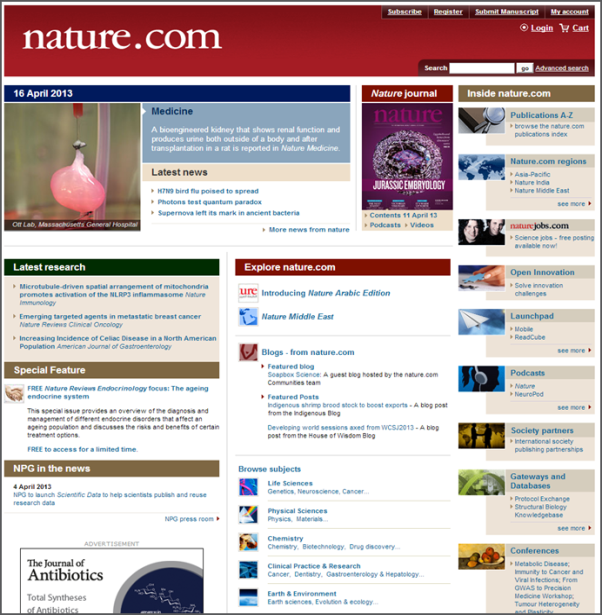 Subscribe Register Submit Manuscript My account
nature.com
Login Cart
Search go Advanced search
16 April 2013
Medicine
A bioengineered kidney that shows renal function and
produces urine both outside of a body and after
transplantation in a rat is reported in Nature Medicine.
Ott Lab, Massachusetts General Hospital
Latest news
H7N9 bird flu poised to spread
Photons test quantum paradox
Supernova left its mark in ancient bacteria
More news from nature
Nature journal
nature
JURASSIC EMBRYOLOGY
Contents 11 April 13
Podcasts Videos
Inside nature.com
Publications A-Z
browse the nature.com
publications index
Nature.com regions
Asia-Pacific
Nature India
Nature Middle East
see more
naturejobs.com
Science jobs - free posting
available now!
Open Innovation
Solve innovation
challenges
Launchpad
Mobile
ReadCube
see more
Podcasts
Nature
NeuroPod
see more
Society partners
International society
publishing partnerships
Gateways and
Databases
Protocol Exchange
Structural Biology
Knowledgebase
see more
Conferences
Metabolic Disease;
Immunity to Cancer and
Viral Infections; From
GWAS to Precision
Medicine Workshop;
Tumour Heterogeneity
Latest research
Microtubule-driven spatial arrangement of mitochondria
promotes activation of the NLRP3 inflammasome Nature
Immunology
Emerging targeted agents in metastatic breast cancer
Nature Reviews Clinical Oncology
Increasing Incidence of Celiac Disease in a North American
Population American Journal of Gastroenterology
Special Feature
FREE Nature Reviews Endocrinology focus: The ageing
endocrine system
This special issue provides an overview of the diagnosis and
management of different endocrine disorders that affect an
ageing population and discusses the risks and benefits of certain
treatment options.
FREE to access for a limited time.
NPG in the news
4 April 2013
NPG to launch Scientific Data to help scientists publish and reuse
research data
NPG press room
ADVERTISEMENT
The Journal of
Antibiotics
Total Syntheses
of Antibiotics
Explore nature.com
ure
Introducing Nature Arabic Edition
Nature Middle East
Blogs - from nature.com
Featured blog
Soapbox Science: A guest blog hosted by the nature.com
Communities team
Featured Posts
Indigenous shrimp brood stock to boost exports - A blog post
from the Indigenous Blog
Developing world sessions axed from WCSJ2013 - A blog
post from the House of Wisdom Blog
Browse subjects
Life Sciences
Genetics, Neuroscience, Cancer...
Physical Sciences
Physics, Materials...
Chemistry
Chemistry, Biotechnology, Drug discovery...
Clinical Practice & Research
Cancer, Dentistry, Gastroenterology & Hepatology...
Earth & Environment
Earth sciences, Evolution & ecology...